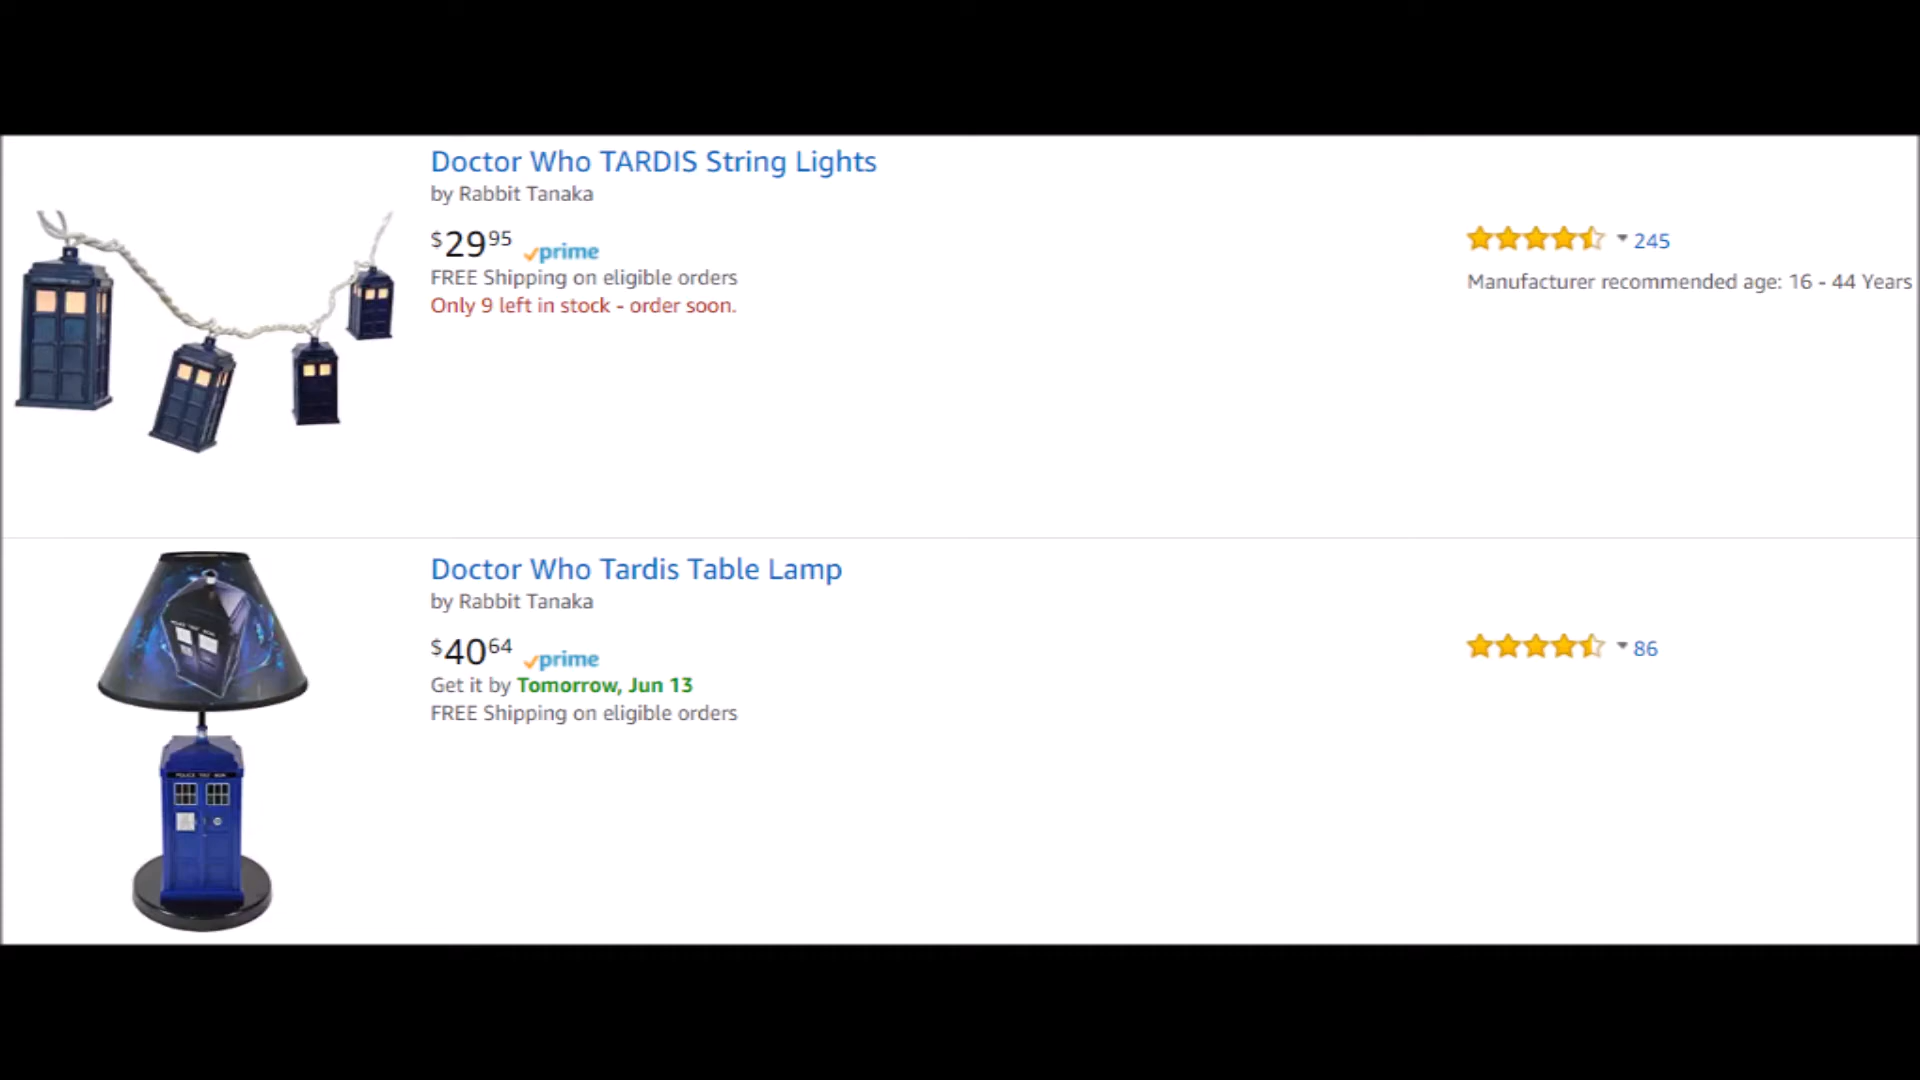 Doctor Who TARDIS String Lights
by Rabbit Tanaka
$29 95 prime
FREE Shipping on eligible orders
Only 9 left in stock - order soon.
245
Manufacturer recommended age: 16 - 44 Years
Doctor Who Tardis Table Lamp
by Rabbit Tanaka
$40 64 prime
Get it by Tomorrow, Jun 13
FREE Shipping on eligible orders
86